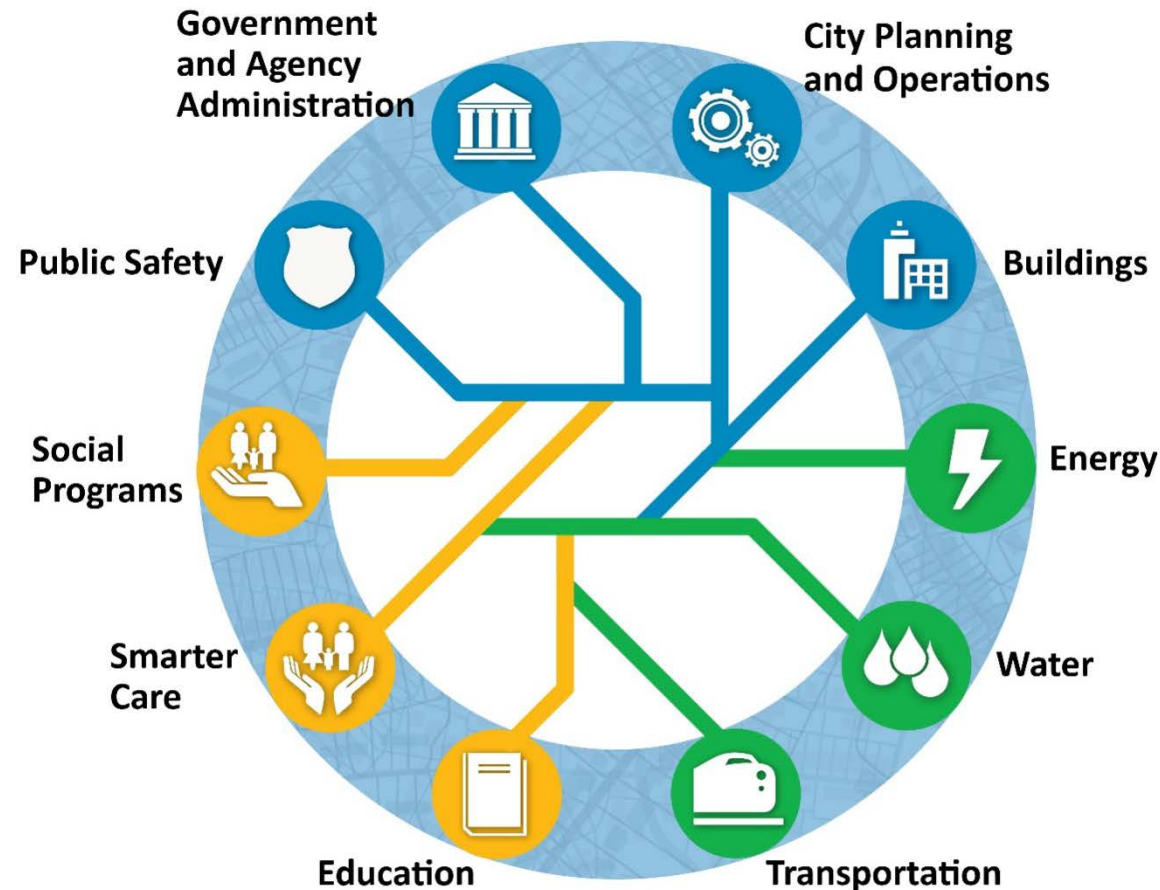 Government
and Agency
Administration
City Planning
and Operations
Public Safety
Buildings
Social
Programs
Energy
Smarter
Care
Water
Education
Transportation